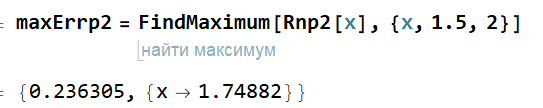 = maxErrp2 = FindMaximum[Rnp2[x], {x, 1.5, 2}]
найти максимум
= {0.236305, {x → 1.74882}}